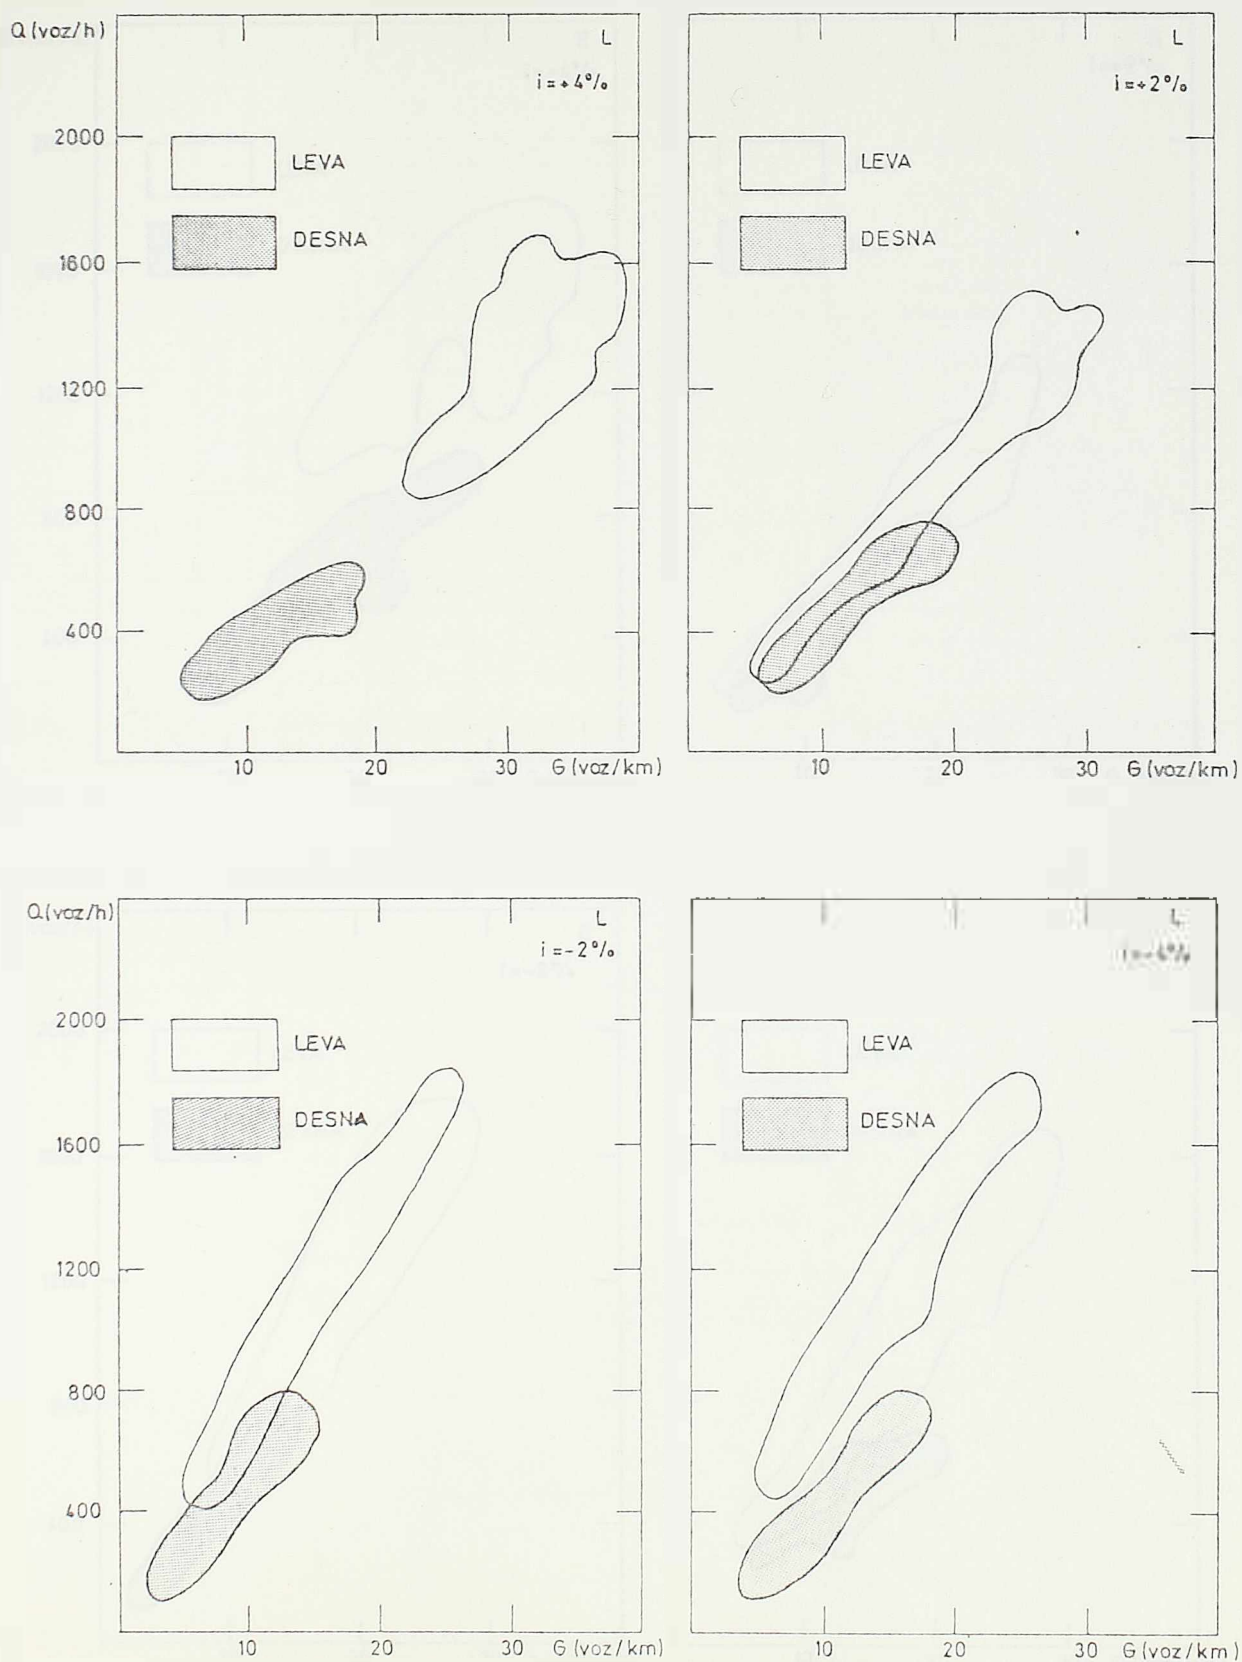 Q (voz/h)
L
i = +4%
2000
LEVA
DESNA
1600
1200
800
400
10 20 30 G (voz/km)
L
i = +2%
LEVA
DESNA
10 20 30 G (voz/km)
Q (voz/h)
L
i = -2%
2000
LEVA
DESNA
1600
1200
800
400
10 20 30 G (voz/km)
L
i = -4%
LEVA
DESNA
10 20 30 G (voz/km)